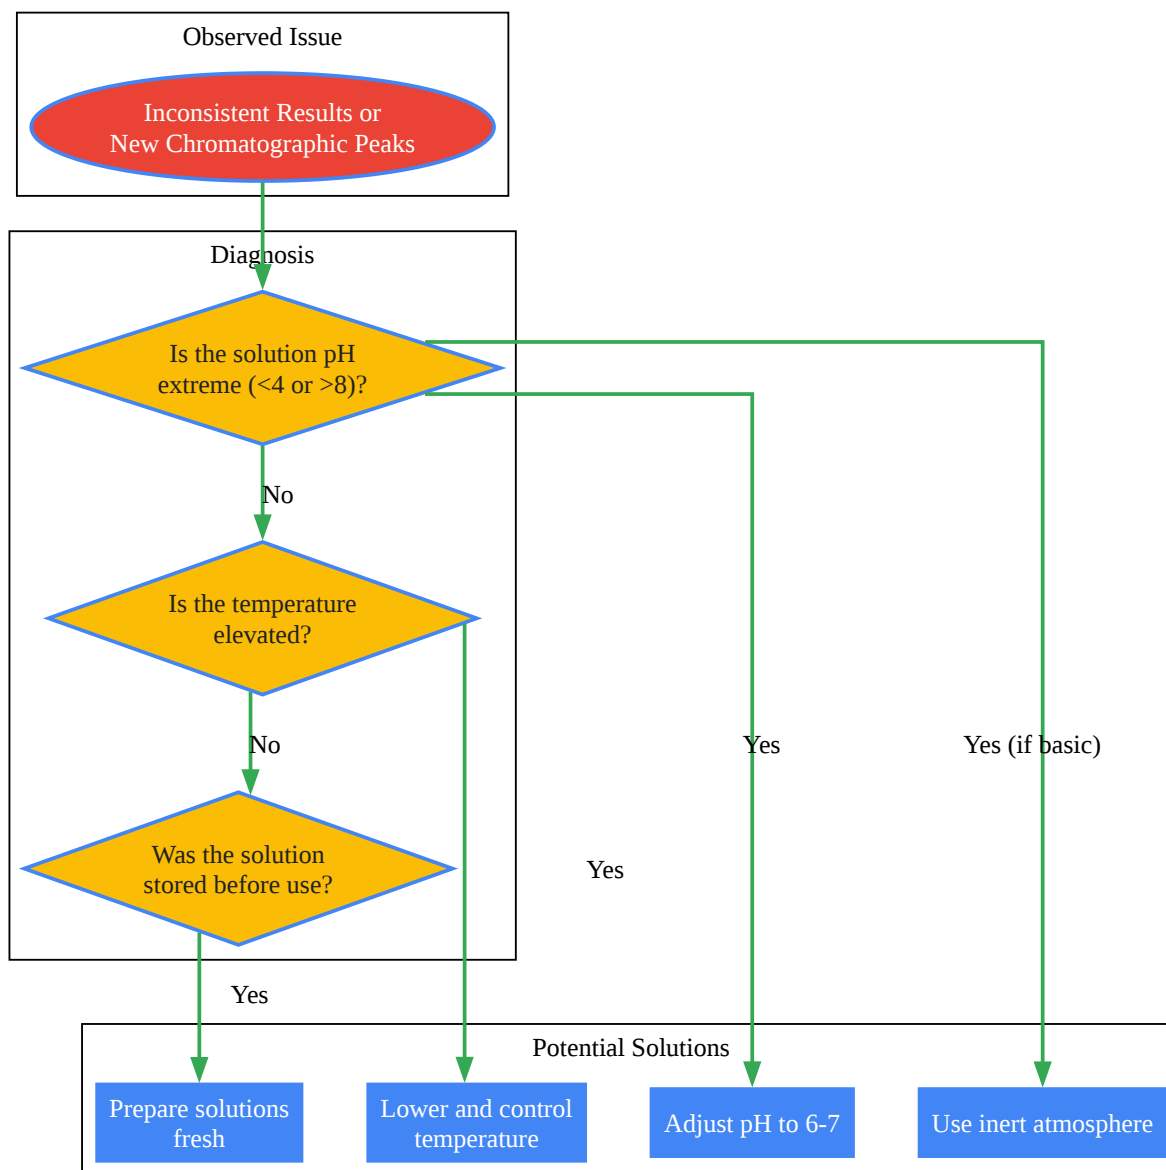 Observed Issue
Inconsistent Results or
New Chromatographic Peaks
Diagnosis
Is the solution pH
extreme (<4 or >8)?
No
Is the temperature
elevated?
No
Yes
Yes (if basic)
Was the solution
stored before use?
Yes
Yes
Potential Solutions
Prepare solutions
fresh
Lower and control
temperature
Adjust pH to 6-7
Use inert atmosphere